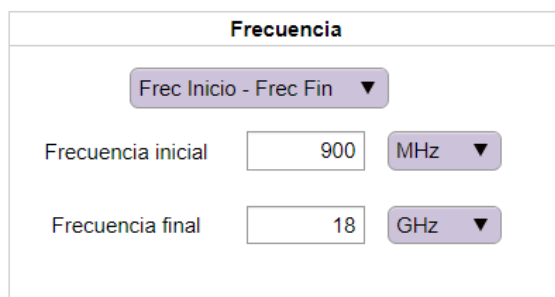 Frecuencia
Frec Inicio - Frec Fin ▼
Frecuencia inicial 900 MHz ▼
Frecuencia final 18 GHz ▼